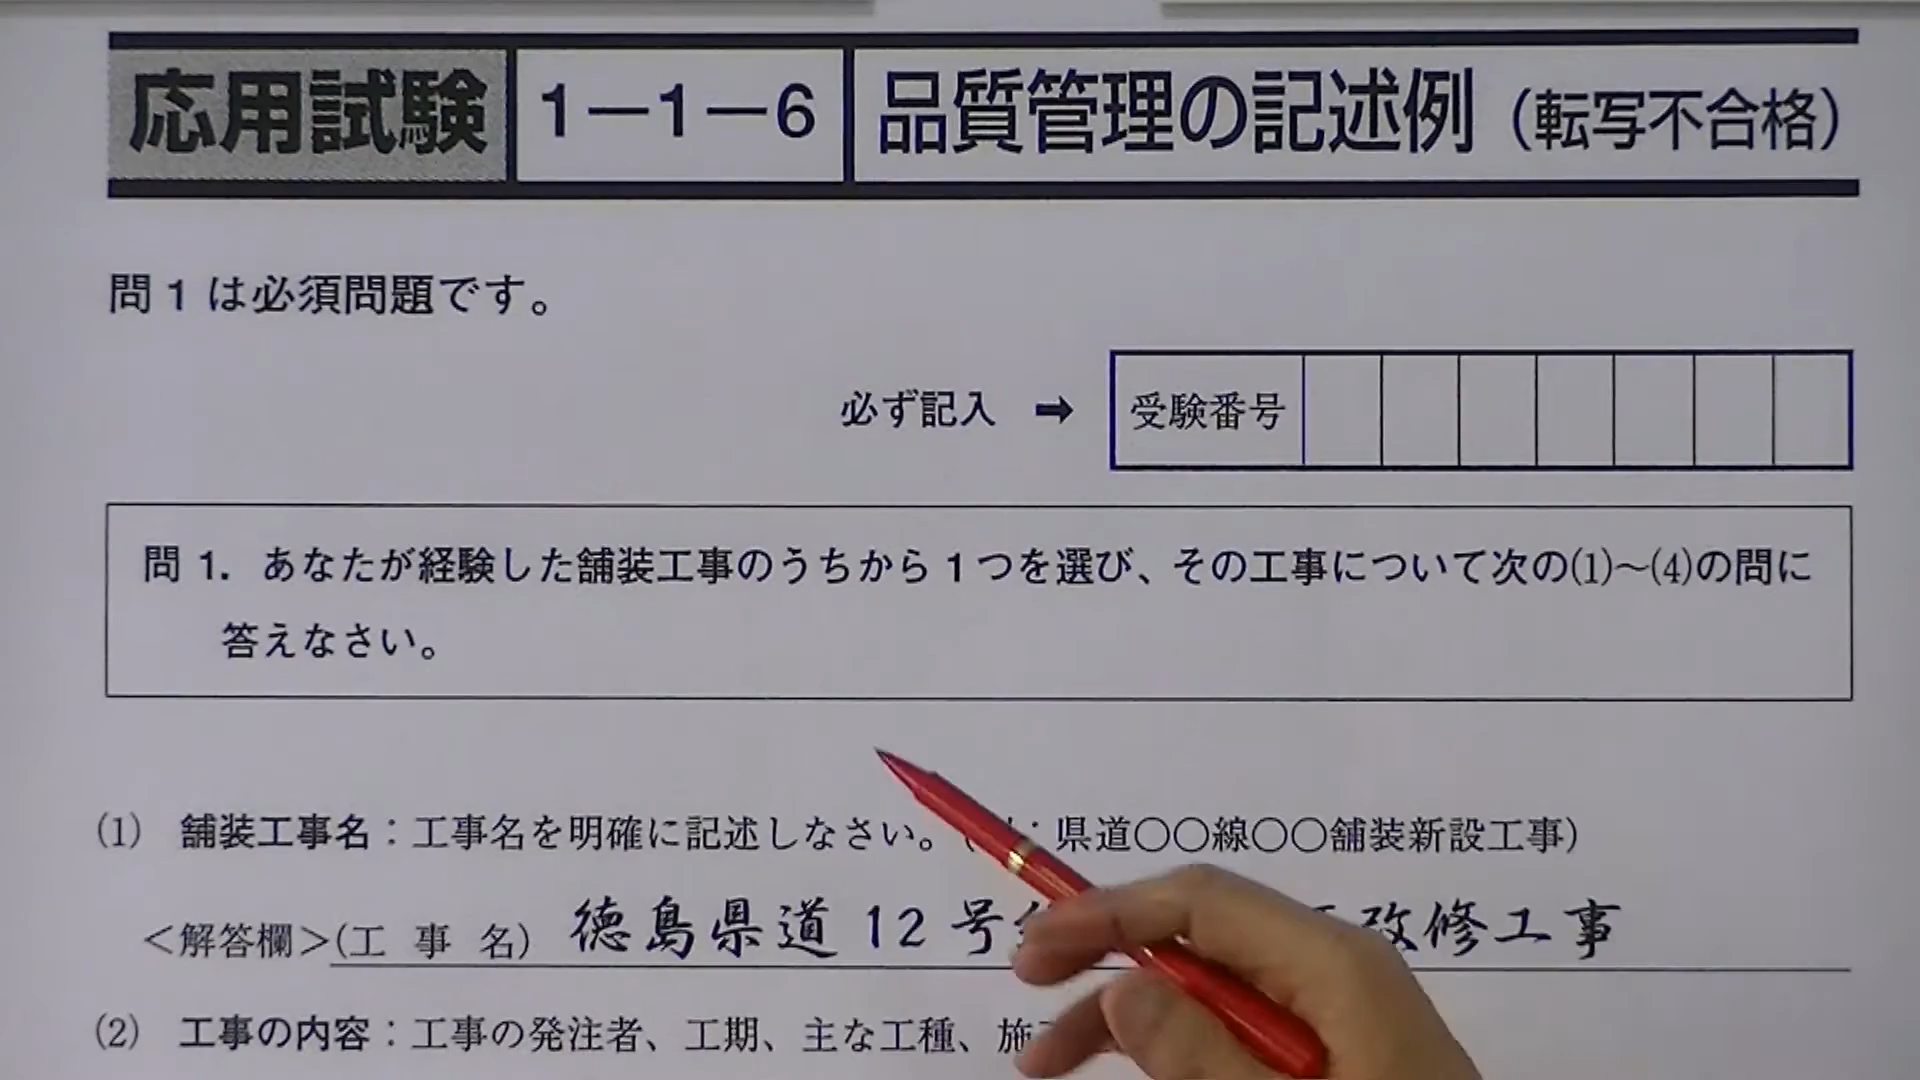 応用試験 1－1－6 品質管理の記述例（転写不合格）
問1は必須問題です。
必ず記入 ➡ 受験番号
問1．あなたが経験した舗装工事のうちから1つを選び、その工事について次の⑴〜⑷の問に
答えなさい。
⑴ 舗装工事名：工事名を明確に記述しなさい。 県道○○線○○舗装新設工事）
＜解答欄＞(工 事 名) 徳島県道12号 改修工事
⑵ 工事の内容：工事の発注者、工期、主な工種、施